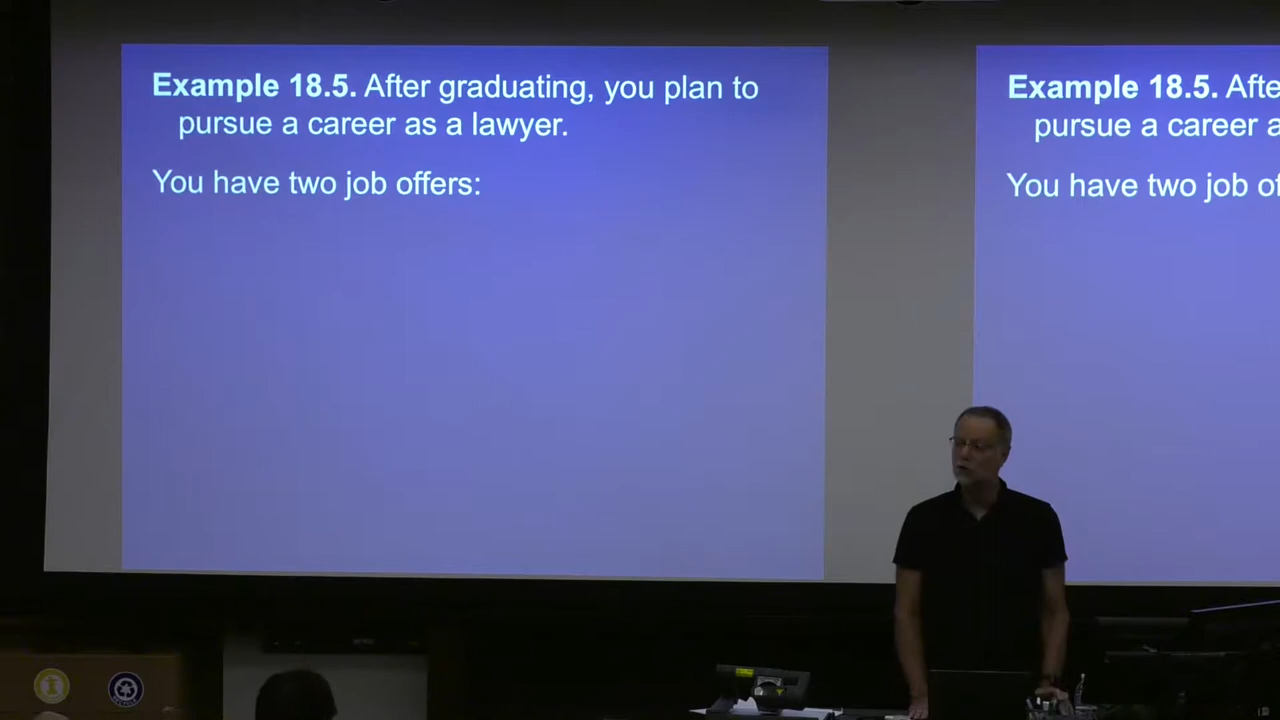 Example 18.5. After graduating, you plan to
pursue a career as a lawyer.
You have two job offers:
Example 18.5. Afte
pursue a career a
You have two job of